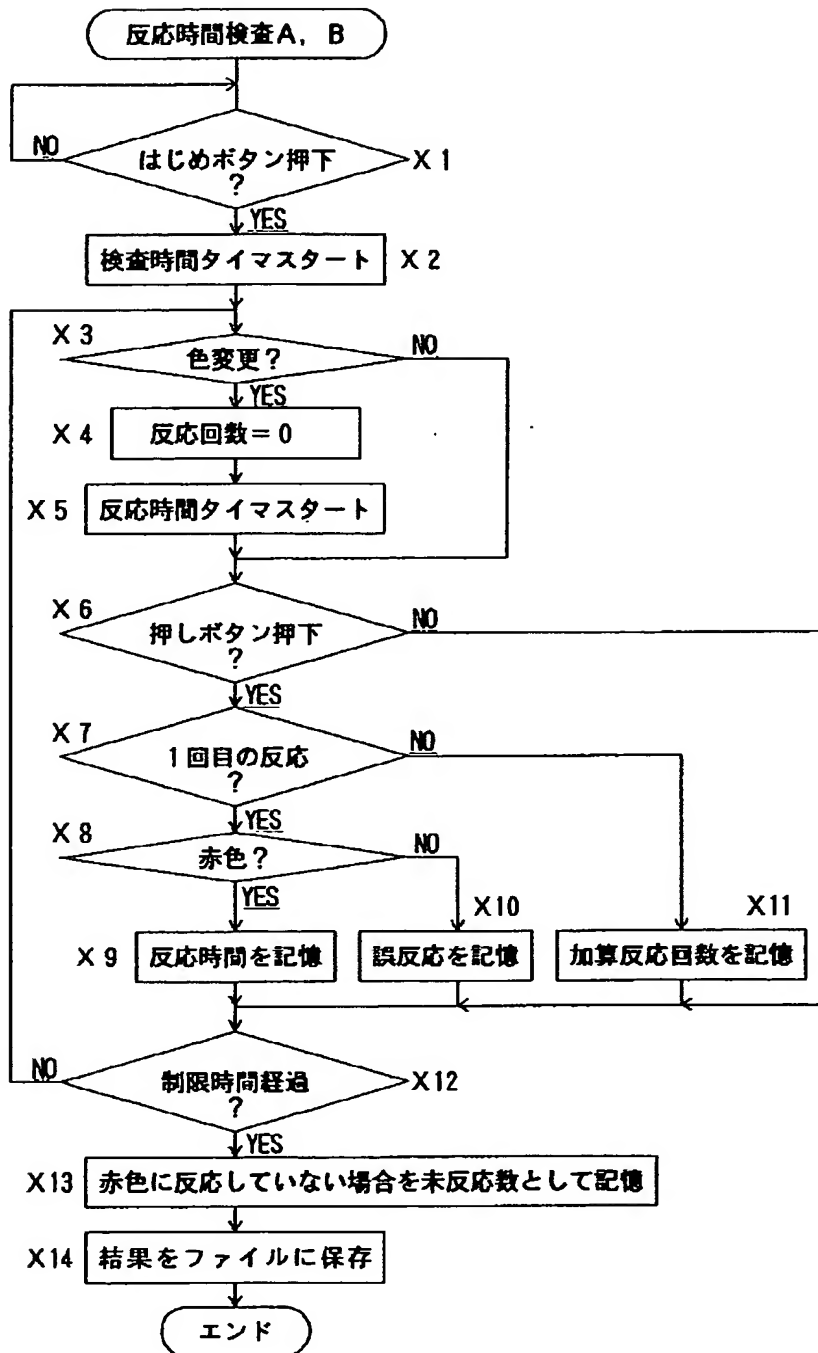 反応時間検査A, B
NO
はじめボタン押下
?
X1
YES
検査時間タイマスタート
X2
X3
色変更?
NO
YES
X4
反応回数=0
X5
反応時間タイマスタート
X6
押しボタン押下
?
NO
YES
X7
1回目の反応
?
NO
YES
X8
赤色?
NO
YES
X10
X11
X9
反応時間を記憶
誤反応を記憶
加算反応回数を記憶
NO
制限時間経過
?
X12
YES
X13
赤色に反応していない場合を未反応数として記憶
X14
結果をファイルに保存
エンド